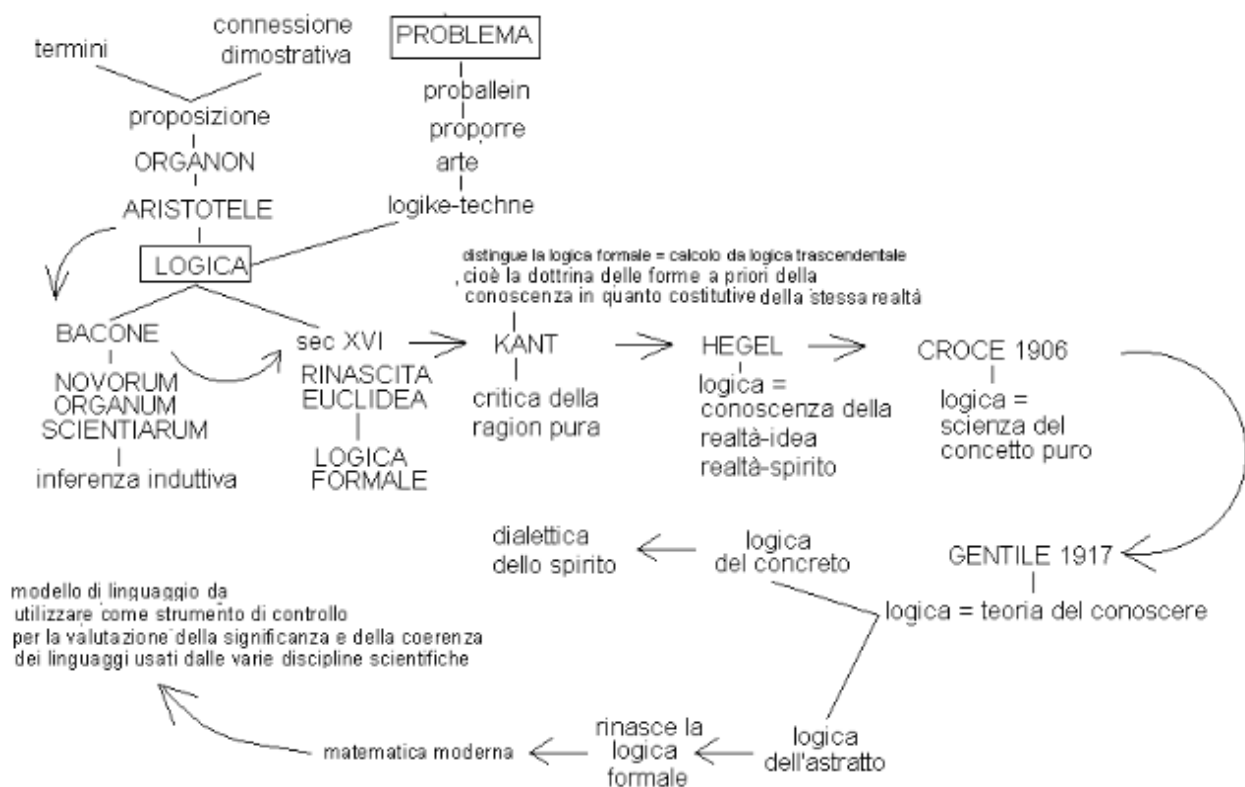 termini
connessione
dimostrativa
PROBLEMA
proballein
proporre
arte
logike-techne
proposizione
ORGANON
ARISTOTELE
LOGICA
BACONE
NOVORUM
ORGANUM
SCIENTIARUM
inferenza induttiva
sec XVI
RINASCITA
EUCLIDEA
LOGICA
FORMALE
distingue la logica formale = calcolo da logica trascendentale
cioè la dottrina delle forme a priori della
conoscenza in quanto costitutive della stessa realtá
KANT
critica della
ragion pura
HEGEL
logica =
conoscenza della
realtà-idea
realtà-spirito
CROCE 1906
logica =
scienza del
concetto puro
GENTILE 1917
logica = teoria del conoscere
logica
del concreto
dialettica
dello spirito
logica
dell'astratto
rinasce la
logica
formale
matematica moderna
modello di linguaggio da
utilizzare come strumento di controllo
per la valutazione della significanza e della coerenza
dei linguaggi usati dalle varie discipline scientifiche